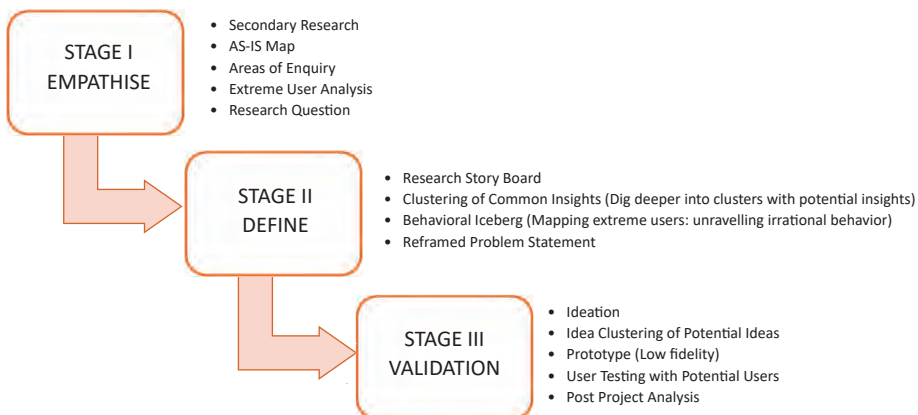 STAGE I
EMPATHISE
• Secondary Research
• AS-IS Map
• Areas of Enquiry
• Extreme User Analysis
• Research Question
STAGE II
DEFINE
• Research Story Board
• Clustering of Common Insights (Dig deeper into clusters with potential insights)
• Behavioral Iceberg (Mapping extreme users: unravelling irrational behavior)
• Reframed Problem Statement
STAGE III
VALIDATION
• Ideation
• Idea Clustering of Potential Ideas
• Prototype (Low fidelity)
• User Testing with Potential Users
• Post Project Analysis